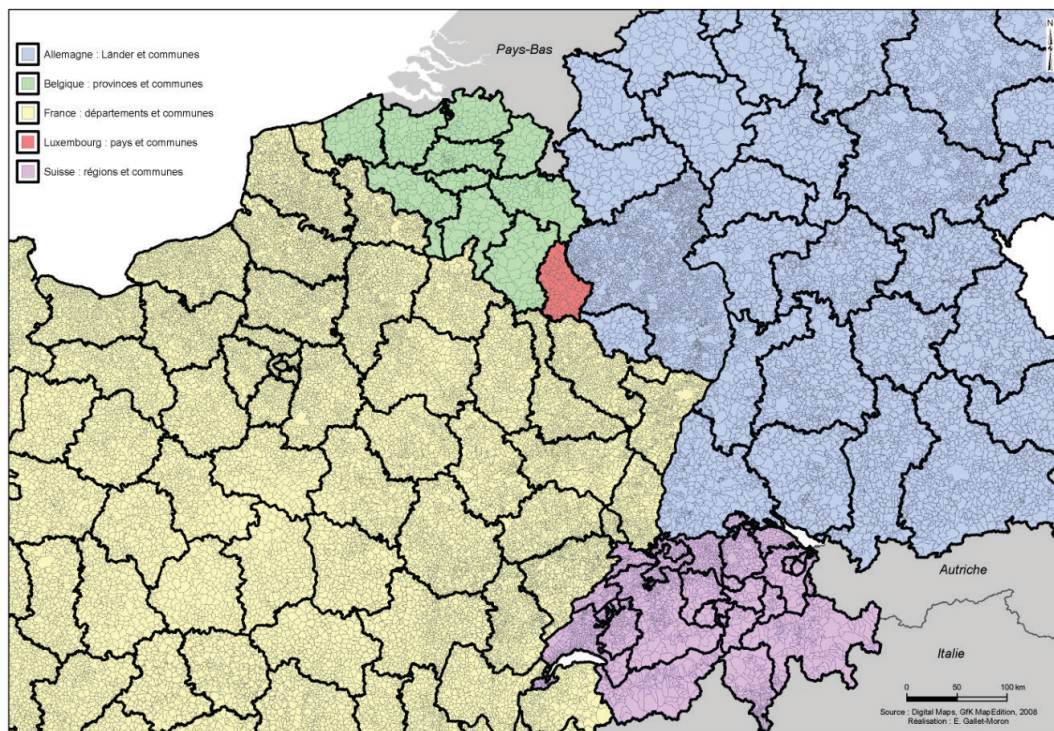 Allemagne : Länder et communes
Belgique : provinces et communes
France : départements et communes
Luxembourg : pays et communes
Suisse : régions et communes
Pays-Bas
N
Autriche
Italie
0 50 100 km
Source : Digital Maps, GfK MapEdition, 2008
Réalisation : E. Gallet-Moron